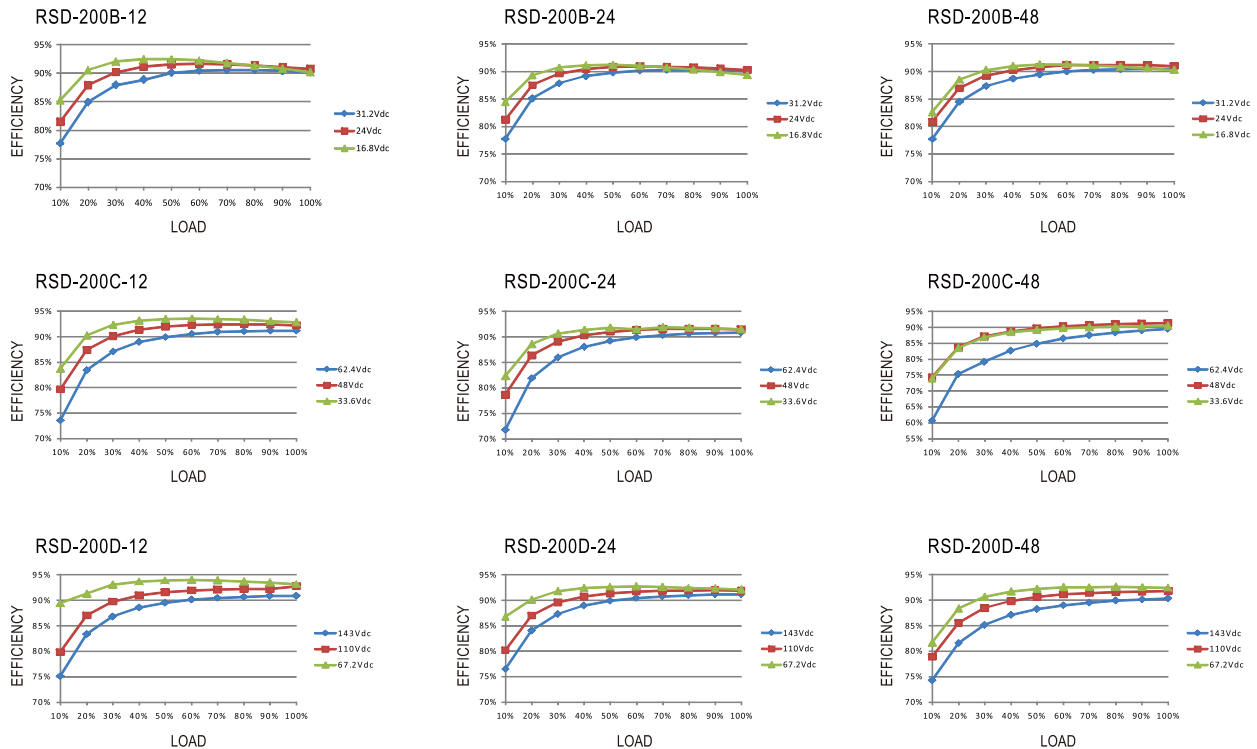 RSD-200B-12
EFFICIENCY
95%
90%
85%
80%
75%
70%
10% 20% 30% 40% 50% 60% 70% 80% 90% 100%
LOAD
31.2Vdc
24Vdc
16.8Vdc
RSD-200B-24
EFFICIENCY
95%
90%
85%
80%
75%
70%
10% 20% 30% 40% 50% 60% 70% 80% 90% 100%
LOAD
31.2Vdc
24Vdc
16.8Vdc
RSD-200B-48
EFFICIENCY
95%
90%
85%
80%
75%
70%
10% 20% 30% 40% 50% 60% 70% 80% 90% 100%
LOAD
31.2Vdc
24Vdc
16.8Vdc
RSD-200C-12
EFFICIENCY
95%
90%
85%
80%
75%
70%
10% 20% 30% 40% 50% 60% 70% 80% 90% 100%
LOAD
62.4Vdc
48Vdc
33.6Vdc
RSD-200C-24
EFFICIENCY
95%
90%
85%
80%
75%
70%
10% 20% 30% 40% 50% 60% 70% 80% 90% 100%
LOAD
62.4Vdc
48Vdc
33.6Vdc
RSD-200C-48
EFFICIENCY
95%
90%
85%
80%
75%
70%
65%
60%
55%
10% 20% 30% 40% 50% 60% 70% 80% 90% 100%
LOAD
62.4Vdc
48Vdc
33.6Vdc
RSD-200D-12
EFFICIENCY
95%
90%
85%
80%
75%
70%
10% 20% 30% 40% 50% 60% 70% 80% 90% 100%
LOAD
143Vdc
110Vdc
67.2Vdc
RSD-200D-24
EFFICIENCY
95%
90%
85%
80%
75%
70%
10% 20% 30% 40% 50% 60% 70% 80% 90% 100%
LOAD
143Vdc
110Vdc
67.2Vdc
RSD-200D-48
EFFICIENCY
95%
90%
85%
80%
75%
70%
10% 20% 30% 40% 50% 60% 70% 80% 90% 100%
LOAD
143Vdc
110Vdc
67.2Vdc